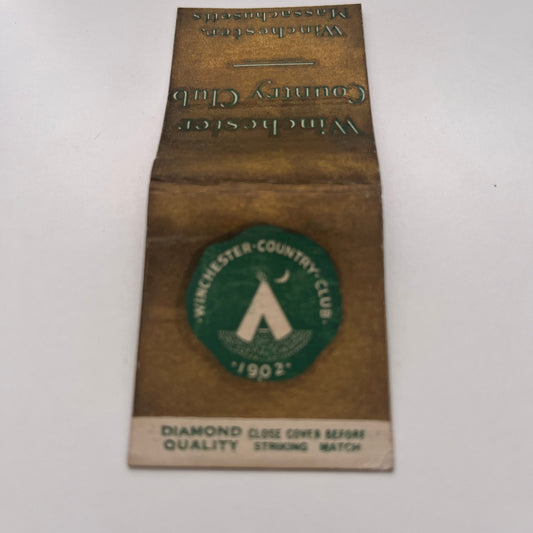 Winchester
Country Club
Winchester,
Massachusetts
·WINCHESTER·COUNTRY·CLUB·
·1902·
DIAMOND QUALITY
CLOSE COVER BEFORE
STRIKING MATCH